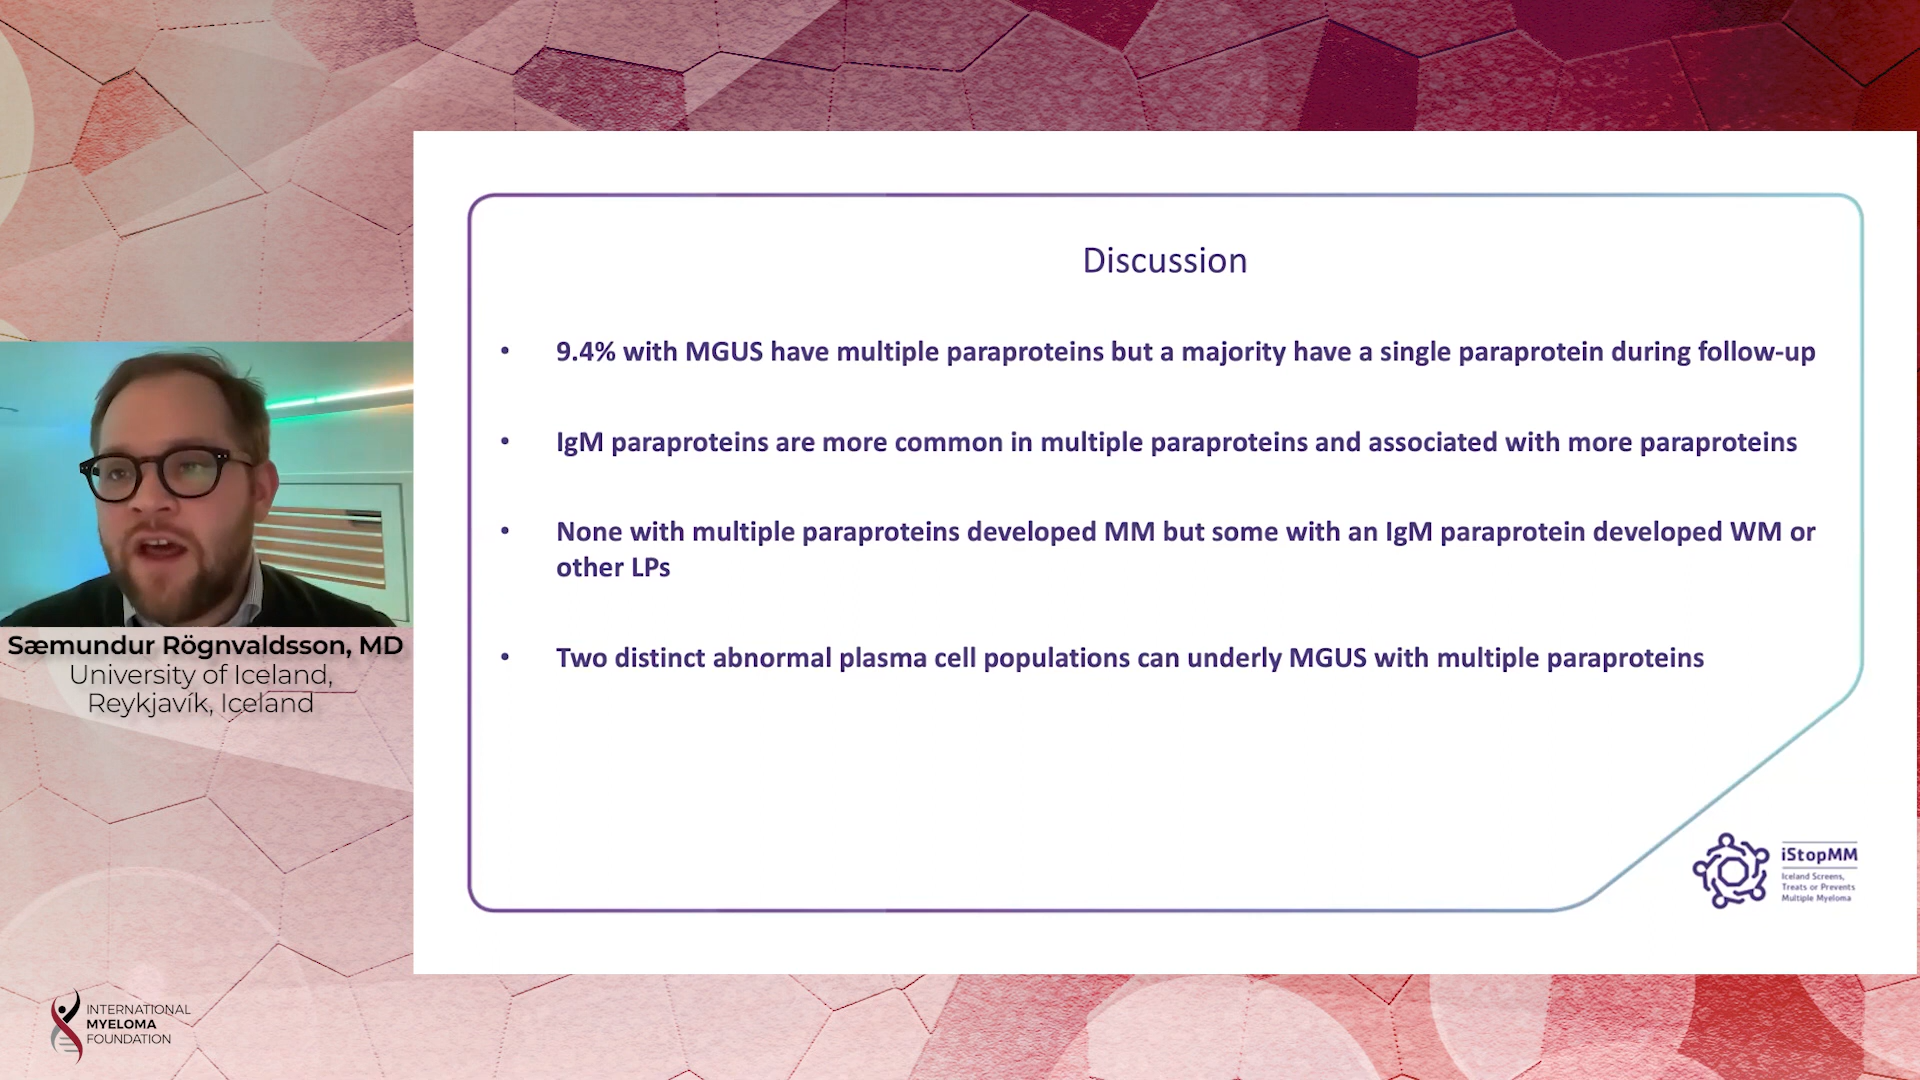 Discussion
• 9.4% with MGUS have multiple paraproteins but a majority have a single paraprotein during follow-up
• IgM paraproteins are more common in multiple paraproteins and associated with more paraproteins
• None with multiple paraproteins developed MM but some with an IgM paraprotein developed WM or
other LPs
• Two distinct abnormal plasma cell populations can underly MGUS with multiple paraproteins
iStopMM
Iceland Screens,
Treats or Prevents
Multiple Myeloma
Sæmundur Rögnvaldsson, MD
University of Iceland,
Reykjavík, Iceland
INTERNATIONAL
MYELOMA
FOUNDATION